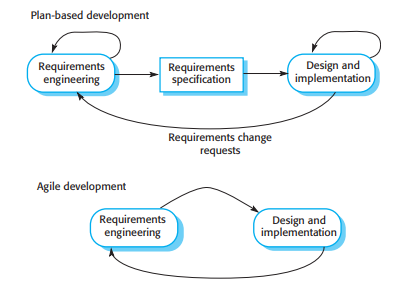 Plan-based development
Requirements
engineering
Requirements
specification
Design and
implementation
Requirements change
requests
Agile development
Requirements
engineering
Design and
implementation